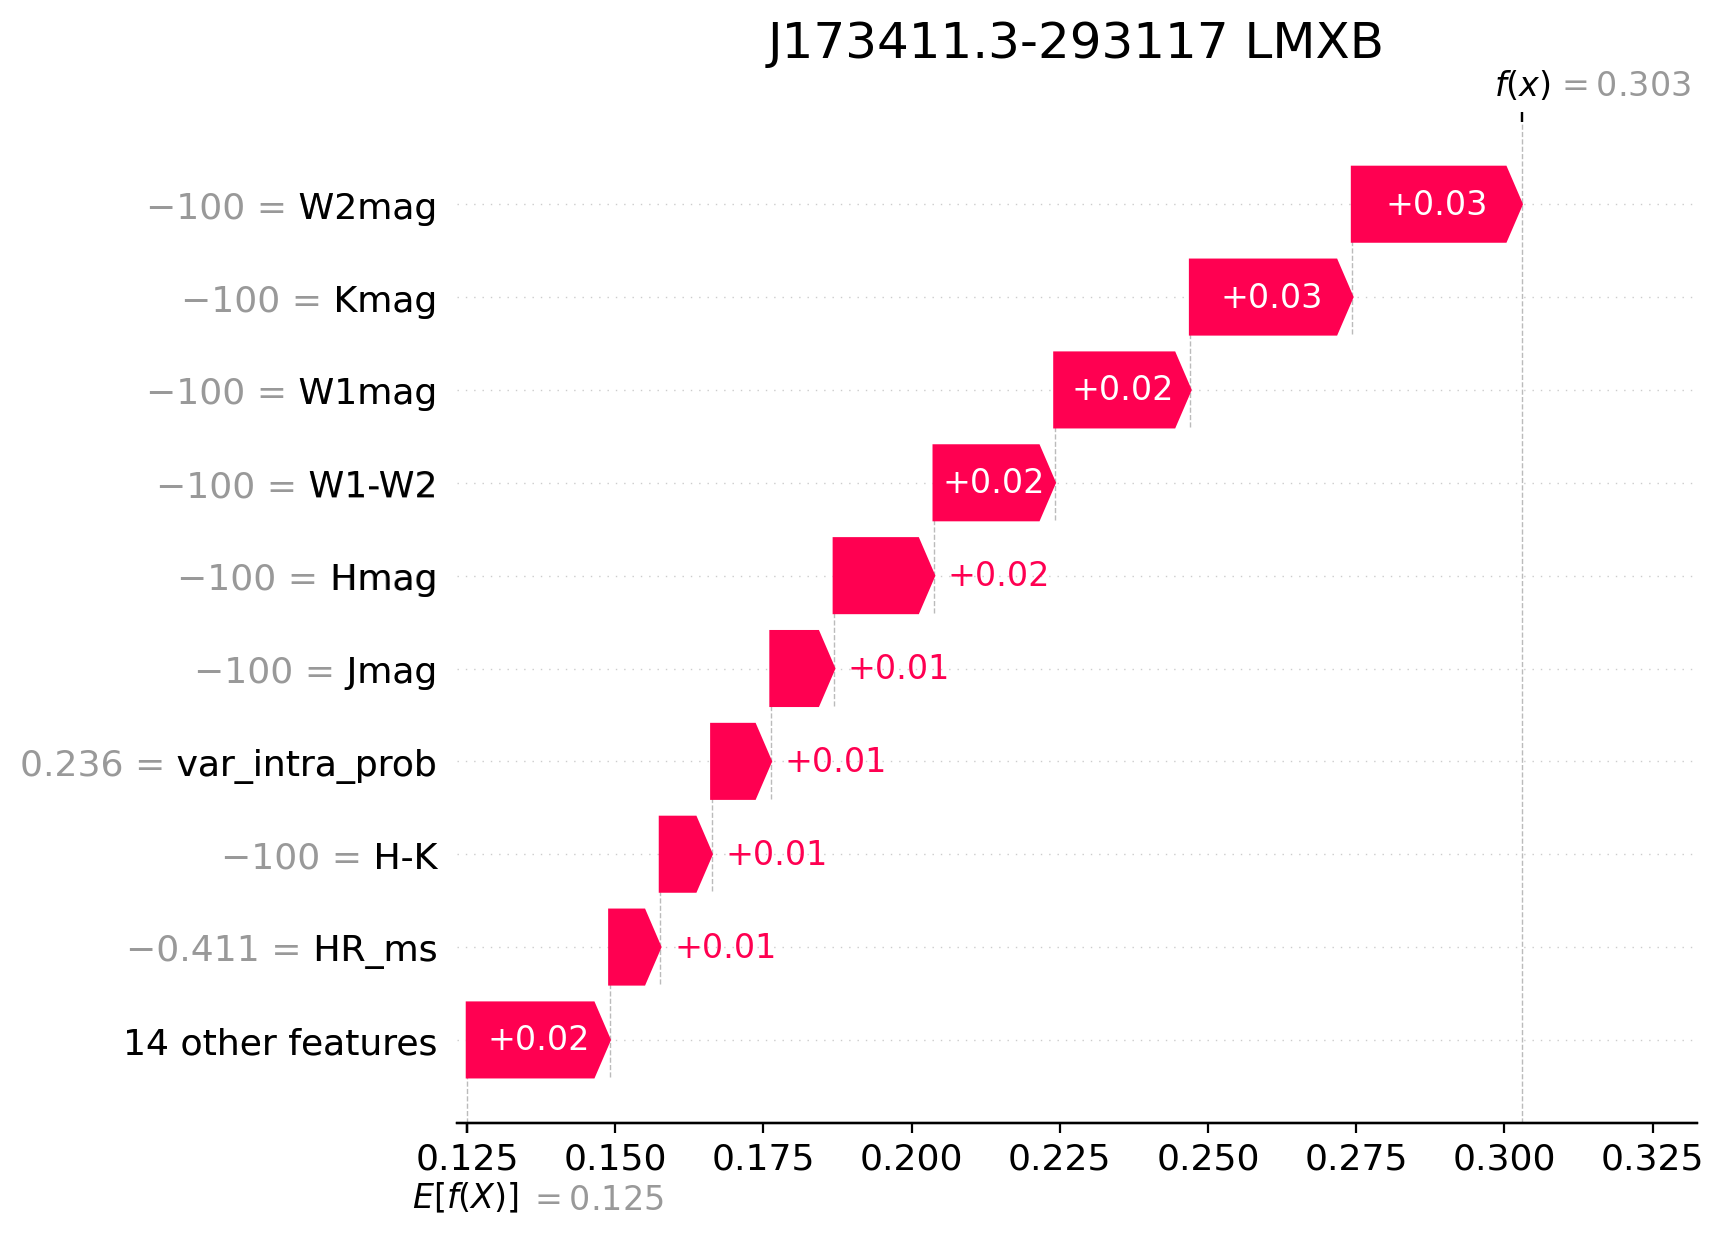 J173411.3-293117 LMXB
f(x) = 0.303
−100 = W2mag +0.03
−100 = Kmag +0.03
−100 = W1mag +0.02
−100 = W1-W2 +0.02
−100 = Hmag +0.02
−100 = Jmag +0.01
0.236 = var_intra_prob +0.01
−100 = H-K +0.01
−0.411 = HR_ms +0.01
14 other features +0.02
0.125 0.150 0.175 0.200 0.225 0.250 0.275 0.300 0.325
E[f(X)] = 0.125